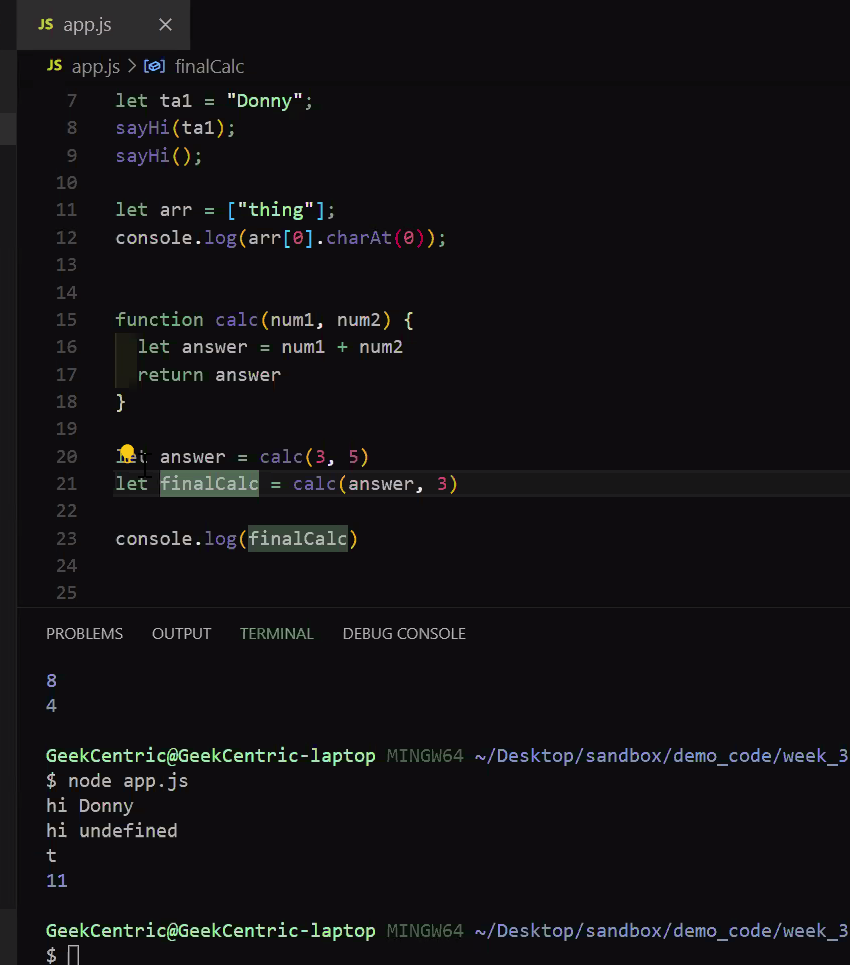 JS app.js ×
JS app.js > finalCalc
7 let ta1 = "Donny";
8 sayHi(ta1);
9 sayHi();
10
11 let arr = ["thing"];
12 console.log(arr[0].charAt(0));
13
14
15 function calc(num1, num2) {
16 let answer = num1 + num2
17 return answer
18 }
19
20 let answer = calc(3, 5)
21 let finalCalc = calc(answer, 3)
22
23 console.log(finalCalc)
24
25
PROBLEMS OUTPUT TERMINAL DEBUG CONSOLE
8
4
GeekCentric@GeekCentric-laptop MINGW64 ~/Desktop/sandbox/demo_code/week_3
$ node app.js
hi Donny
hi undefined
t
11
GeekCentric@GeekCentric-laptop MINGW64 ~/Desktop/sandbox/demo_code/week_3
$